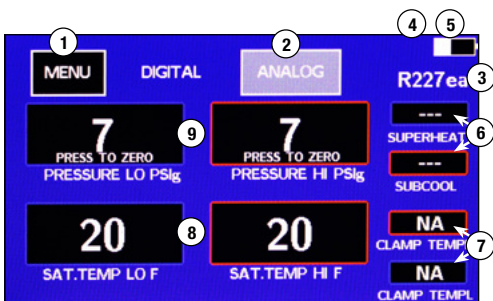 1 2 4 5
MENU DIGITAL ANALOG
R227ea 3
7 9 7
PRESS TO ZERO PRESS TO ZERO
PRESSURE LO PSIg PRESSURE HI PSIg
---
SUPERHEAT 6
---
SUBCOOL
20 8 20
SAT.TEMP LO F SAT.TEMP HI F
NA
CLAMP TEMPL 7
NA
CLAMP TEMPL